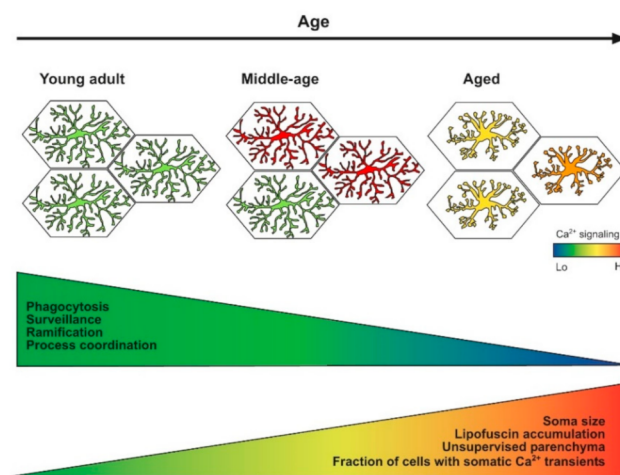 Age
Young adult
Middle-age
Aged
Ca²⁺ signaling
Lo
H
Phagocytosis
Surveillance
Ramification
Process coordination
Soma size
Lipofuscin accumulation
Unsupervised parenchyma
Fraction of cells with somatic Ca²⁺ transients